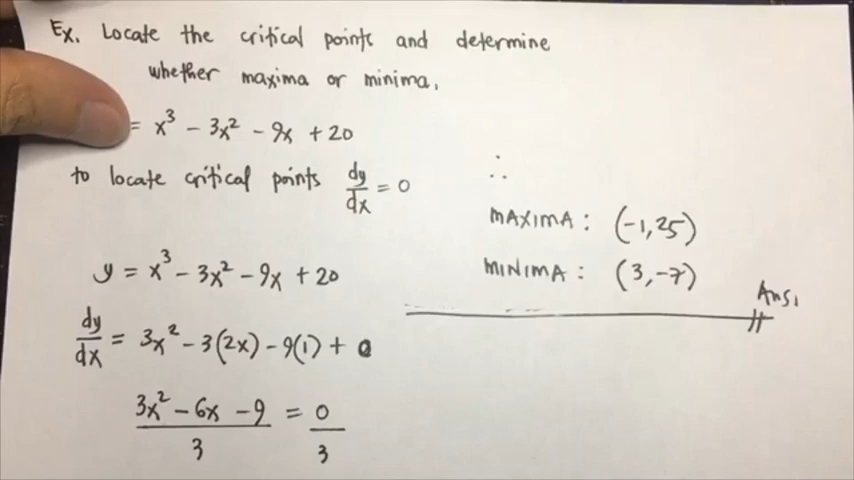 Ex. Locate the critical points and determine
whether maxima or minima.
= x³ - 3x² - 9x + 20
to locate critical points dy/dx = 0
y = x³ - 3x² - 9x + 20
dy/dx = 3x² - 3(2x) - 9(1) + 0
3x² - 6x - 9 / 3 = 0 / 3
∴
MAXIMA : (-1, 25)
MINIMA : (3, -7)
Ans.